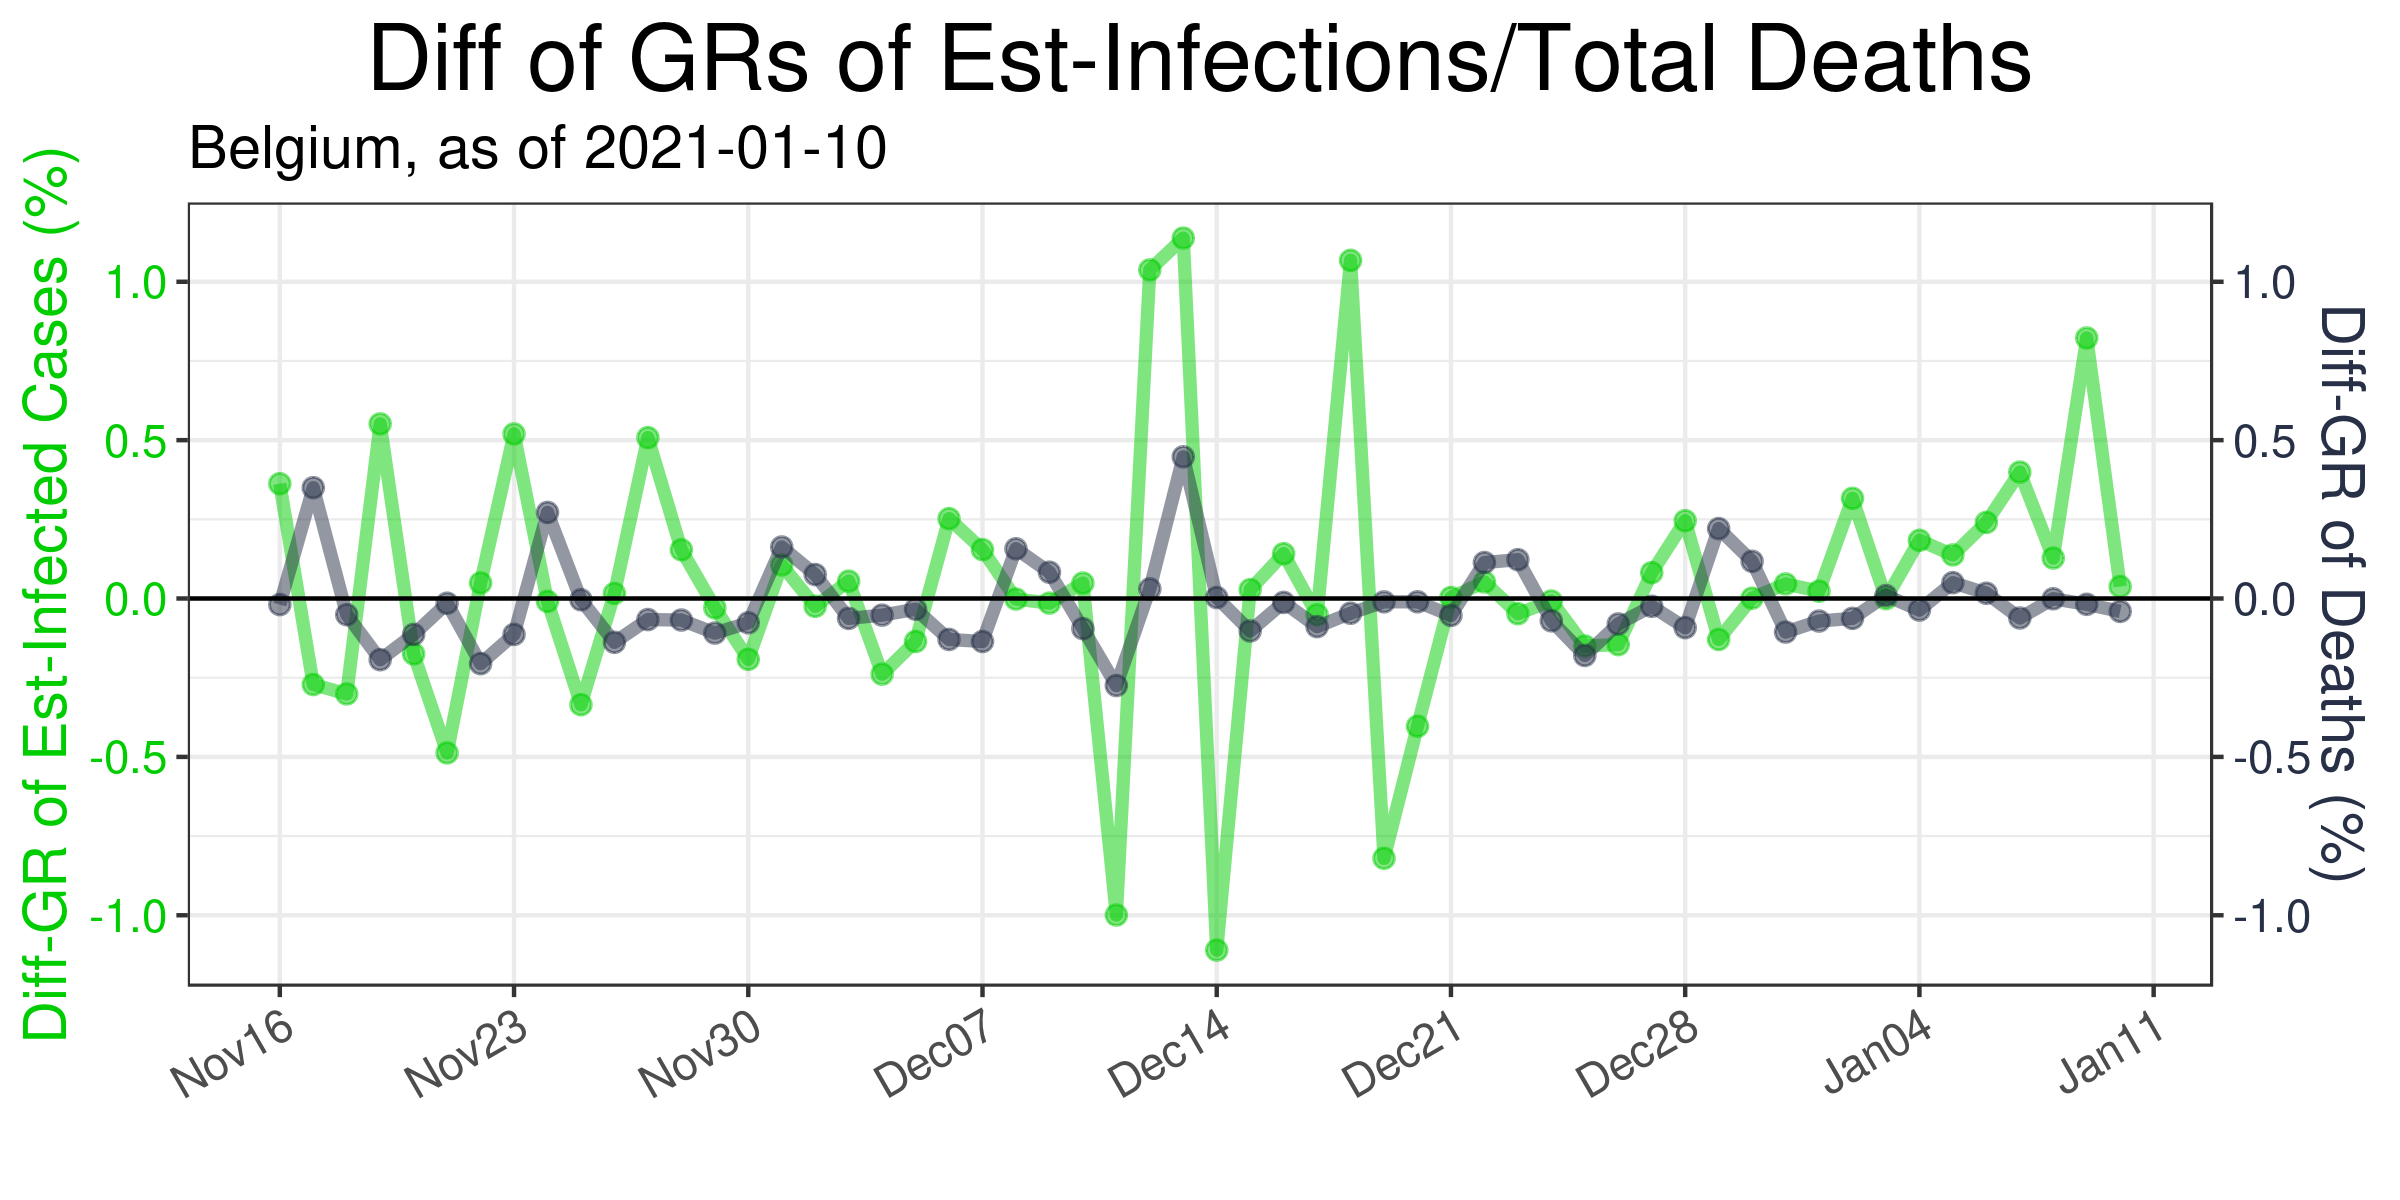 Diff of GRs of Est-Infections/Total Deaths
Belgium, as of 2021-01-10
Diff-GR of Est-Infected Cases (%)
1.0
0.5
0.0
-0.5
-1.0
1.0
0.5
0.0
-0.5
-1.0
Diff-GR of Deaths (%)
Nov16
Nov23
Nov30
Dec07
Dec14
Dec21
Dec28
Jan04
Jan11